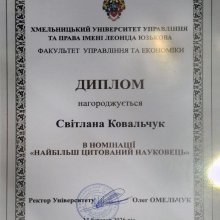 ХМЕЛЬНИЦЬКИЙ УНІВЕРСИТЕТ УПРАВЛІННЯ
ТА ПРАВА ІМЕНІ ЛЕОНІДА ЮЗЬКОВА
ФАКУЛЬТЕТ УПРАВЛІННЯ ТА ЕКОНОМІКИ
ДИПЛОМ
нагороджується
Світлана Ковальчук
В НОМІНАЦІЇ
«НАЙБІЛЬШ ЦИТОВАНИЙ НАУКОВЕЦЬ»
Ректор Університету Олег ОМЕЛЬЧУК